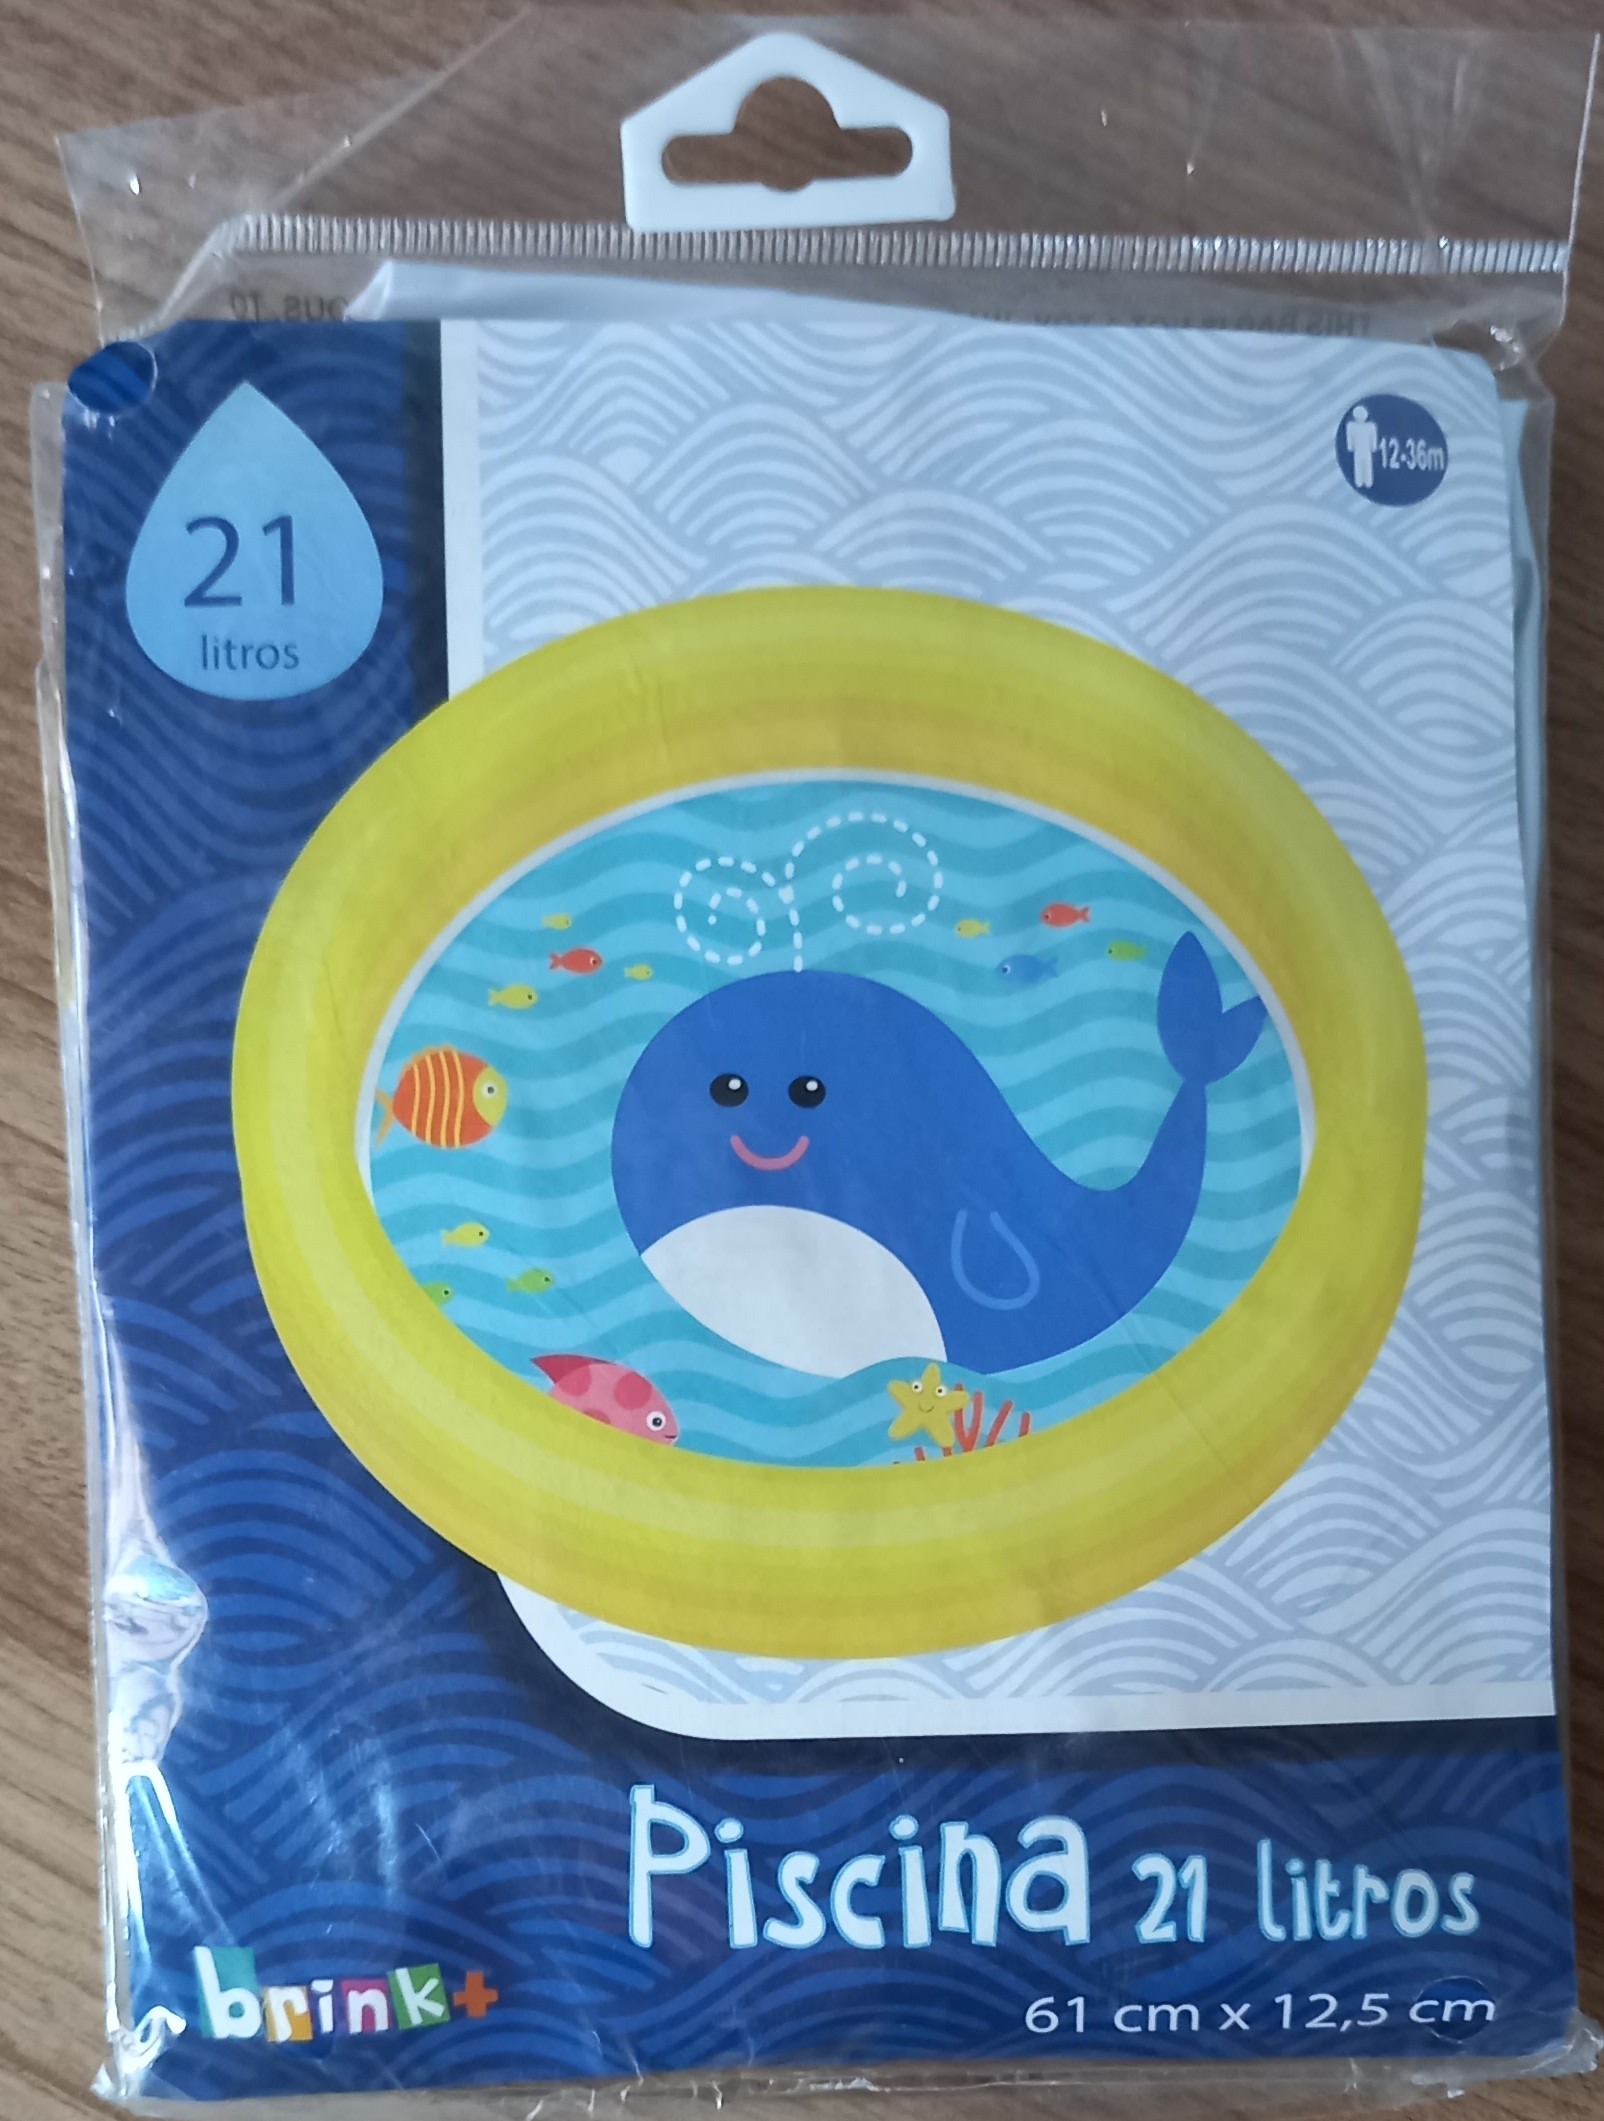 21
litros
12-36m
Piscina 21 litros
brink+
61 cm x 12,5 cm